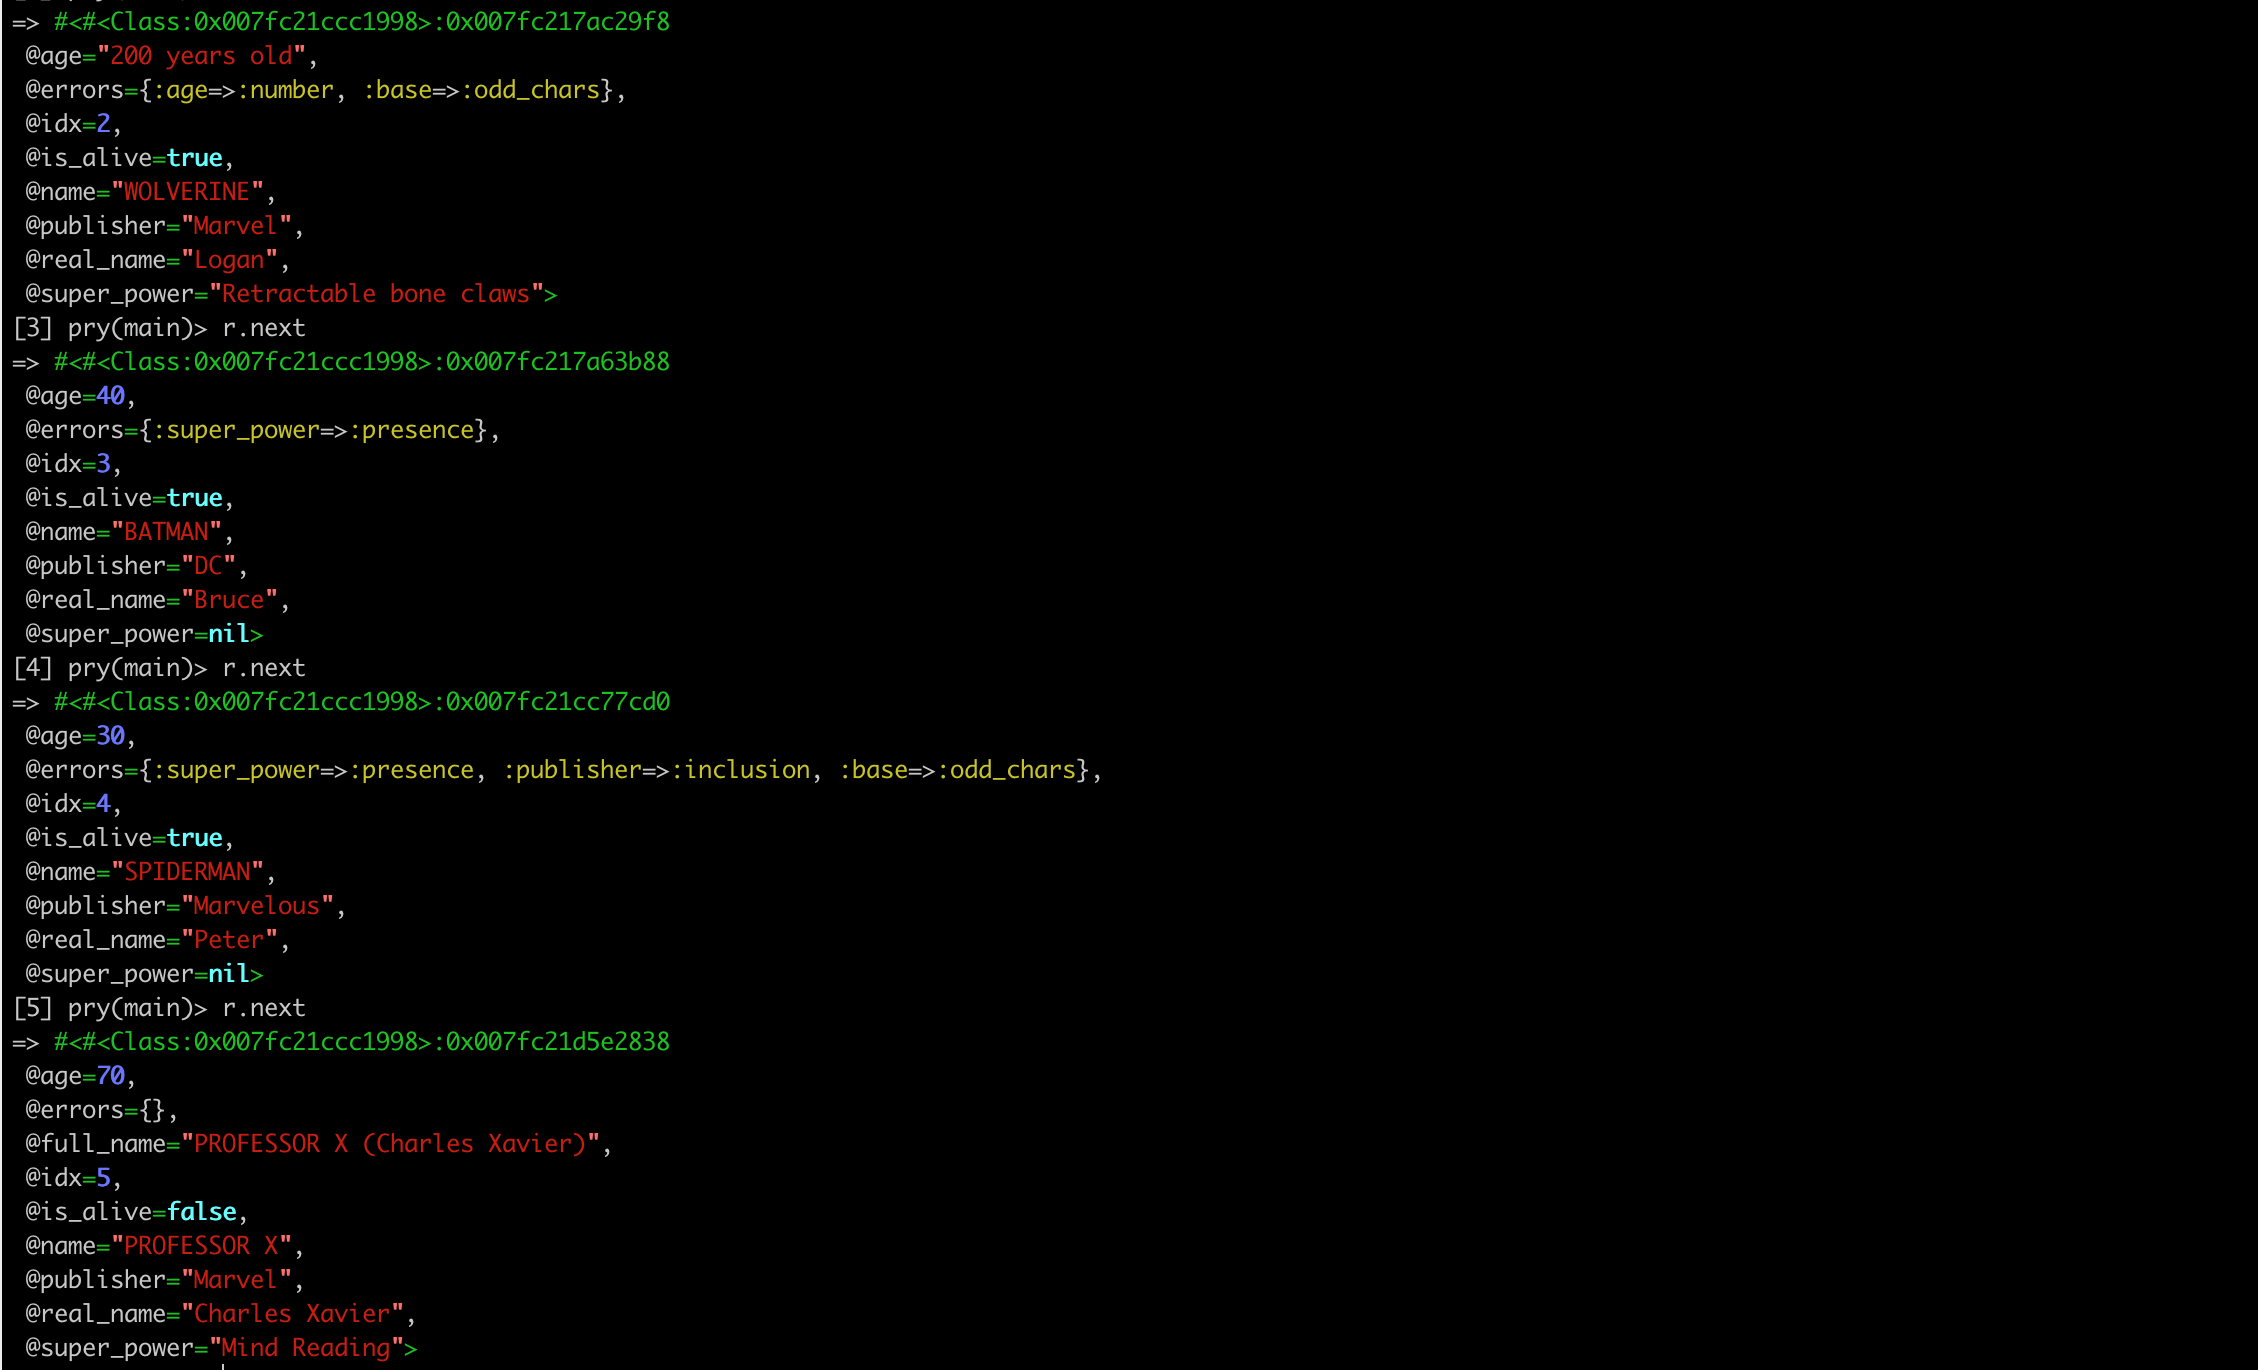 => #<#<Class:0x007fc21ccc1998>:0x007fc217ac29f8
@age="200 years old",
@errors={:age=>:number, :base=>:odd_chars},
@idx=2,
@is_alive=true,
@name="WOLVERINE",
@publisher="Marvel",
@real_name="Logan",
@super_power="Retractable bone claws">
[3] pry(main)> r.next
=> #<#<Class:0x007fc21ccc1998>:0x007fc217a63b88
@age=40,
@errors={:super_power=>:presence},
@idx=3,
@is_alive=true,
@name="BATMAN",
@publisher="DC",
@real_name="Bruce",
@super_power=nil>
[4] pry(main)> r.next
=> #<#<Class:0x007fc21ccc1998>:0x007fc21cc77cd0
@age=30,
@errors={:super_power=>:presence, :publisher=>:inclusion, :base=>:odd_chars},
@idx=4,
@is_alive=true,
@name="SPIDERMAN",
@publisher="Marvelous",
@real_name="Peter",
@super_power=nil>
[5] pry(main)> r.next
=> #<#<Class:0x007fc21ccc1998>:0x007fc21d5e2838
@age=70,
@errors={},
@full_name="PROFESSOR X (Charles Xavier)",
@idx=5,
@is_alive=false,
@name="PROFESSOR X",
@publisher="Marvel",
@real_name="Charles Xavier",
@super_power="Mind Reading">